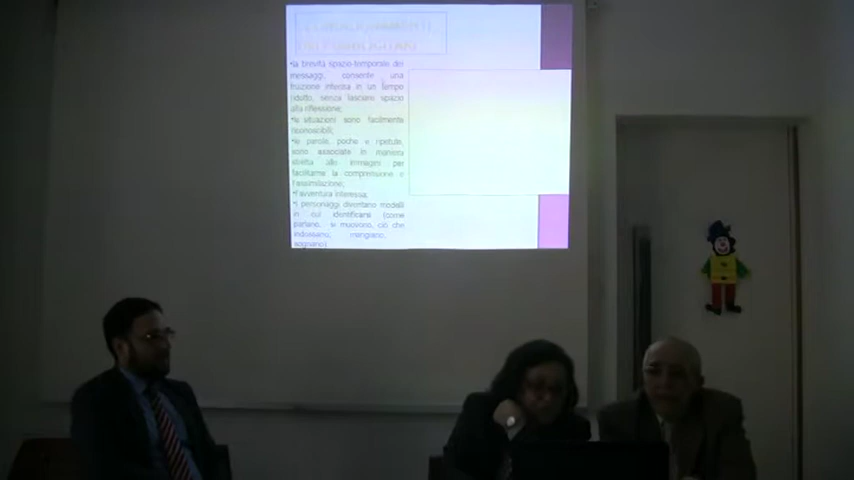 •la brevità spazio-temporale dei
messaggi, consente una
fruizione intensa in un tempo
ridotto, senza lasciare spazio
alla riflessione;
•le situazioni sono facilmente
riconoscibili;
•le parole, poche e ripetute,
sono associate in maniera
diretta alle immagini per
facilitarne la comprensione e
l'assimilazione;
•l'avventura interessa;
•i personaggi diventano modelli
in cui identificarsi (come
parlano, si muovono, ciò che
indossano, mangiano,
sognano)